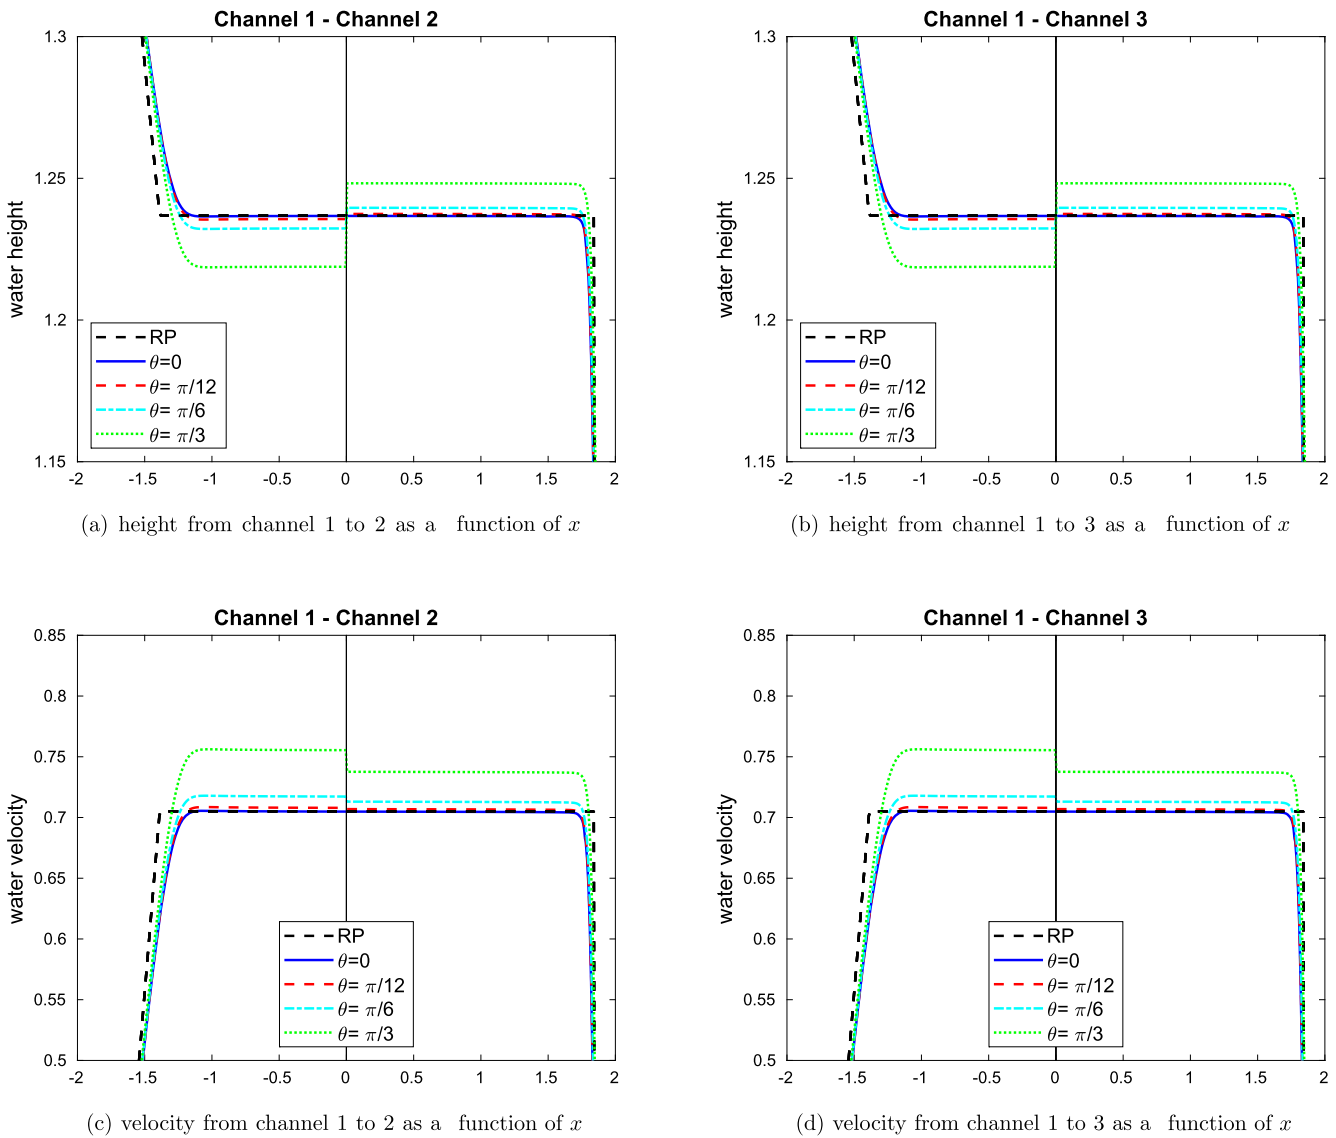 Channel 1 - Channel 2
1.3
1.25
1.2
1.15
water height
RP
θ=0
θ= π/12
θ= π/6
θ= π/3
-2 -1.5 -1 -0.5 0 0.5 1 1.5 2
(a) height from channel 1 to 2 as a function of x
Channel 1 - Channel 3
1.3
1.25
1.2
1.15
water height
RP
θ=0
θ= π/12
θ= π/6
θ= π/3
-2 -1.5 -1 -0.5 0 0.5 1 1.5 2
(b) height from channel 1 to 3 as a function of x
Channel 1 - Channel 2
0.85
0.8
0.75
0.7
0.65
0.6
0.55
0.5
water velocity
RP
θ=0
θ= π/12
θ= π/6
θ= π/3
-2 -1.5 -1 -0.5 0 0.5 1 1.5 2
(c) velocity from channel 1 to 2 as a function of x
Channel 1 - Channel 3
0.85
0.8
0.75
0.7
0.65
0.6
0.55
0.5
water velocity
RP
θ=0
θ= π/12
θ= π/6
θ= π/3
-2 -1.5 -1 -0.5 0 0.5 1 1.5 2
(d) velocity from channel 1 to 3 as a function of x